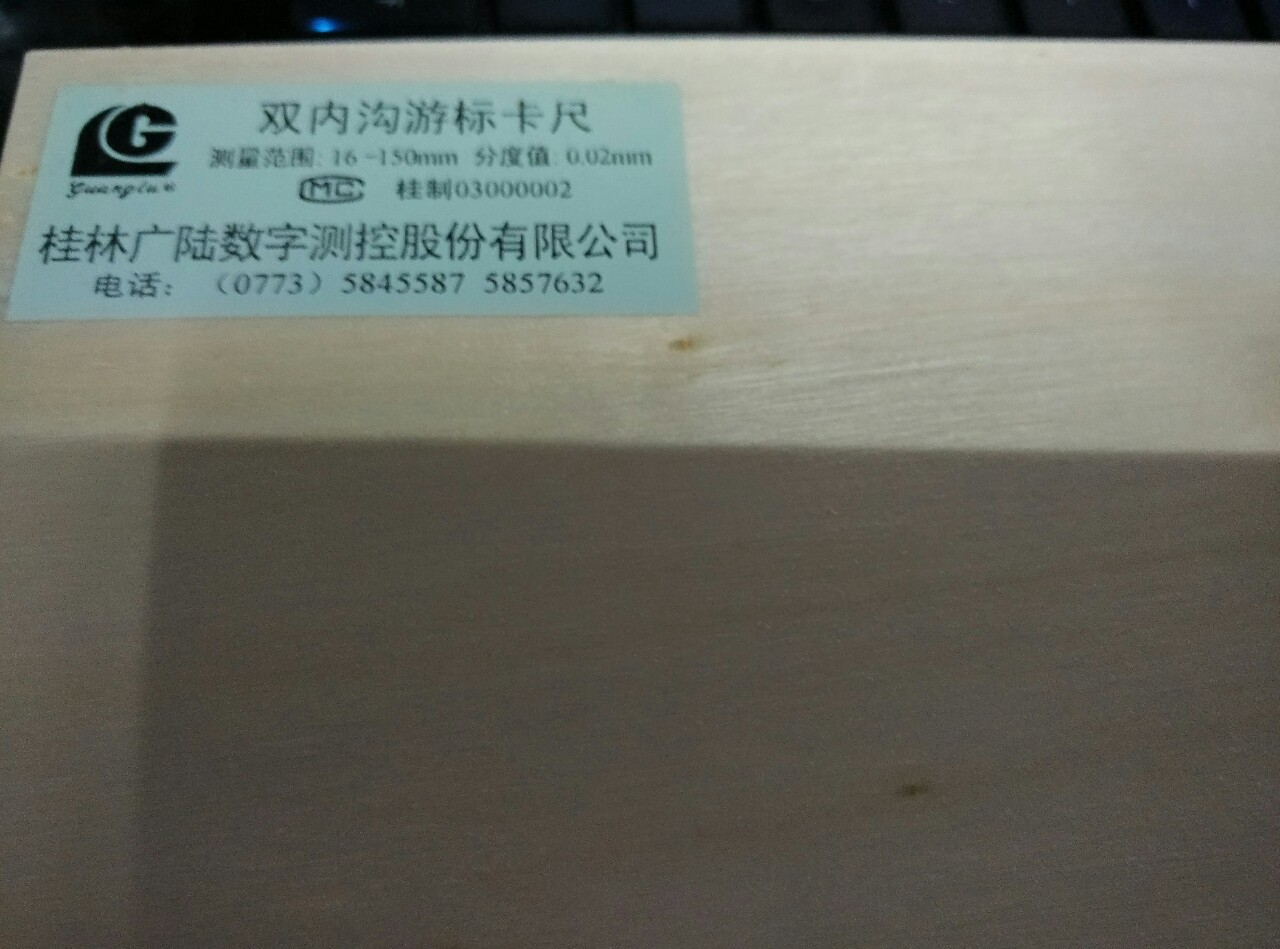 双内沟游标卡尺
测量范围: 16-150mm 分度值: 0.02mm
MC 桂制03000002
Guanglu®
桂林广陆数字测控股份有限公司
电话：（0773）5845587 5857632